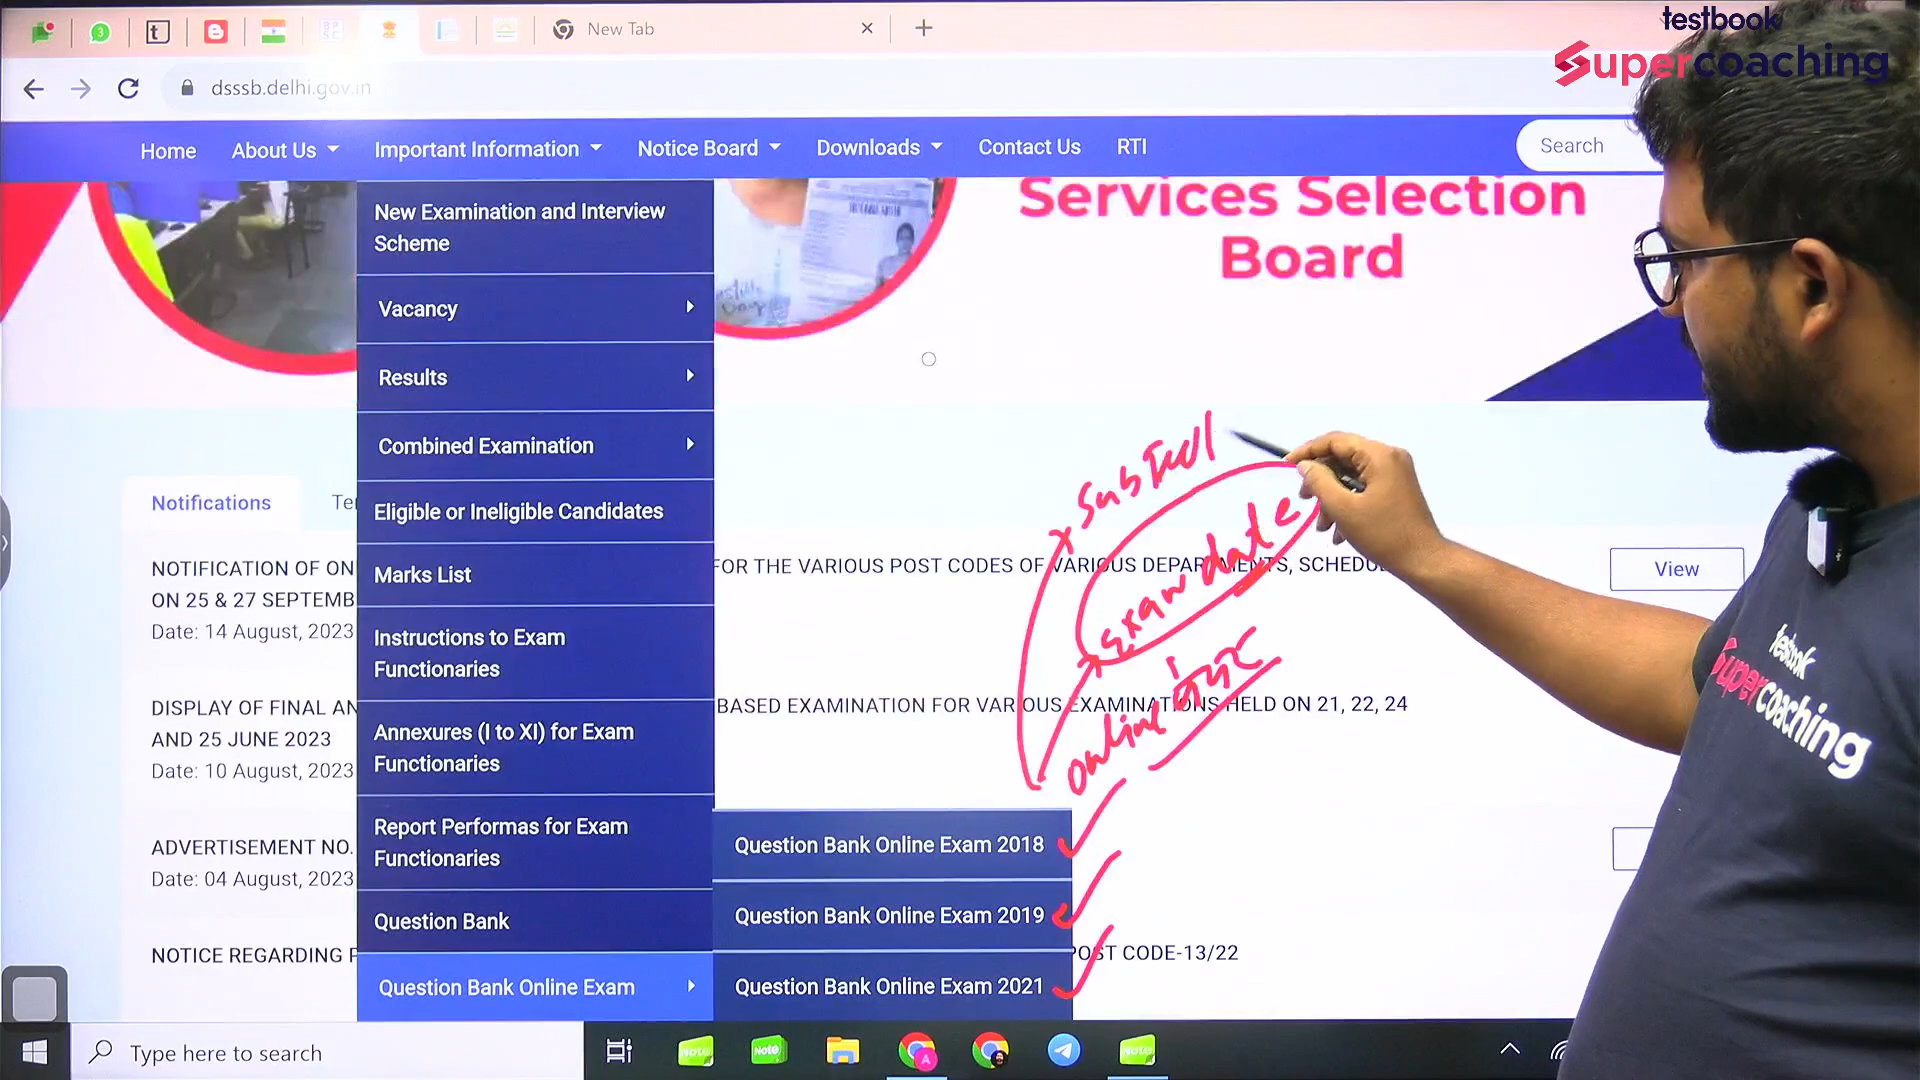 testbook
Supercoaching
3
New Tab
dsssb.delhi.gov.in
Home
About Us
Important Information
Notice Board
Downloads
Contact Us
RTI
Search
Services Selection
Board
New Examination and Interview
Scheme
Vacancy
Results
Combined Examination
Eligible or Ineligible Candidates
Marks List
Instructions to Exam
Functionaries
Annexures (I to XI) for Exam
Functionaries
Report Performas for Exam
Functionaries
Question Bank
Question Bank Online Exam
Question Bank Online Exam 2018
Question Bank Online Exam 2019
Question Bank Online Exam 2021
Notifications
NOTIFICATION OF ON
FOR THE VARIOUS POST CODES OF VARIOUS DEPARTMENTS, SCHEDUL
ON 25 & 27 SEPTEMB
Date: 14 August, 2023
View
DISPLAY OF FINAL AN
BASED EXAMINATION FOR VARIOUS EXAMINATIONS HELD ON 21, 22, 24
AND 25 JUNE 2023
Date: 10 August, 2023
ADVERTISEMENT NO.
Date: 04 August, 2023
NOTICE REGARDING
POST CODE-13/22
Exam date
online
testbook
Supercoaching
Type here to search